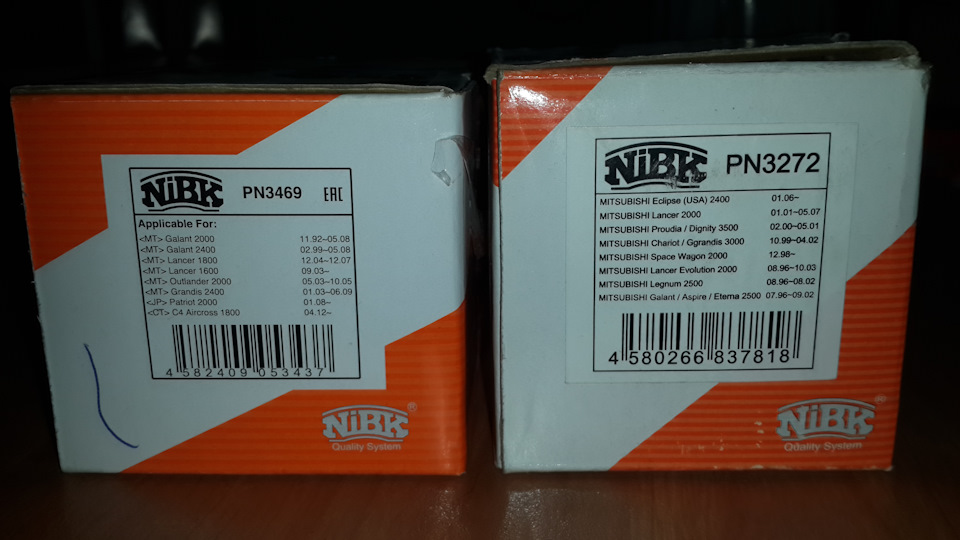 NiBK PN3469 EAC
Applicable For:
<MT> Galant 2000 11.92~05.08
<MT> Galant 2400 02.99~05.08
<MT> Lancer 1800 12.04~12.07
<MT> Lancer 1600 09.03~
<MT> Outlander 2000 05.03~10.05
<MT> Grandis 2400 01.03~06.09
<JP> Patriot 2000 01.08~
<CT> C4 Aircross 1800 04.12~
4 582409 053437
NiBK®
Quality System
NiBK PN3272
MITSUBISHI Eclipse (USA) 2400 01.06~
MITSUBISHI Lancer 2000 01.01~05.07
MITSUBISHI Proudia / Dignity 3500 02.00~05.01
MITSUBISHI Chariot / Ggrandis 3000 10.99~04.02
MITSUBISHI Space Wagon 2000 12.98~
MITSUBISHI Lancer Evolution 2000 08.96~10.03
MITSUBISHI Legnum 2500 08.96~08.02
MITSUBISHI Galant / Aspire / Eterna 2500 07.96~09.02
4 580266 837818
NiBK®
Quality System